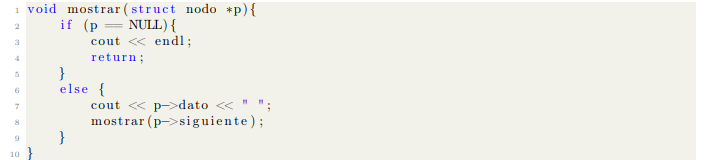 1 void mostrar(struct nodo *p){
2 if (p == NULL){
3 cout << endl;
4 return;
5 }
6 else {
7 cout << p->dato << " ";
8 mostrar(p->siguiente);
9 }
10 }